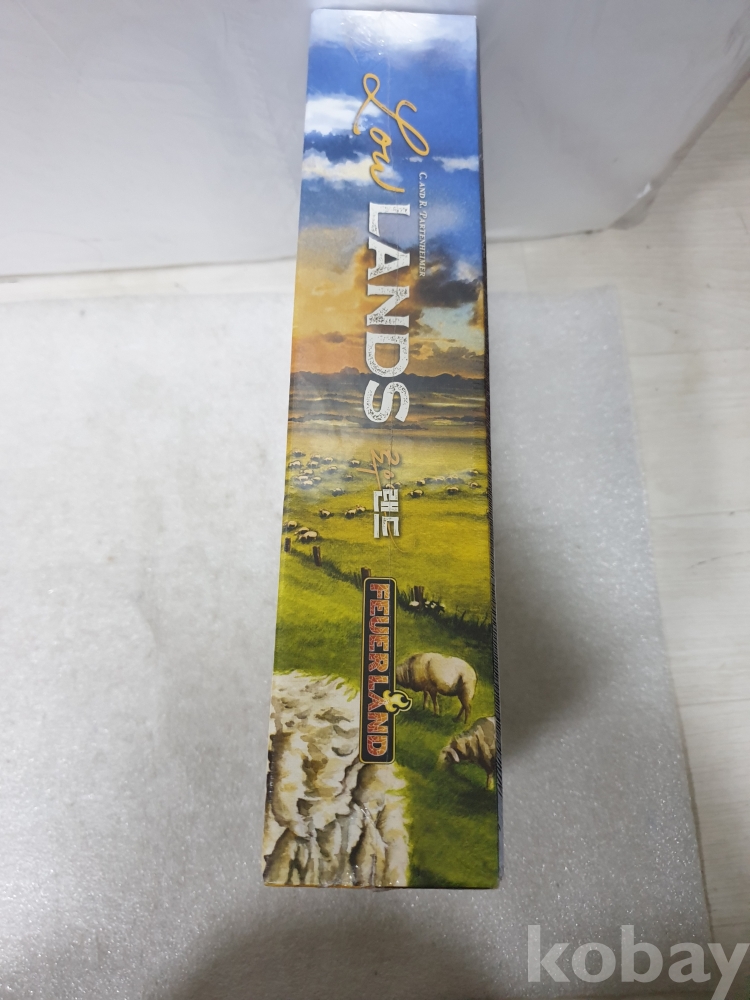 C. AND R. PARTENHEIMER
Low LANDS
로우랜드
FEUERLAND
kobay